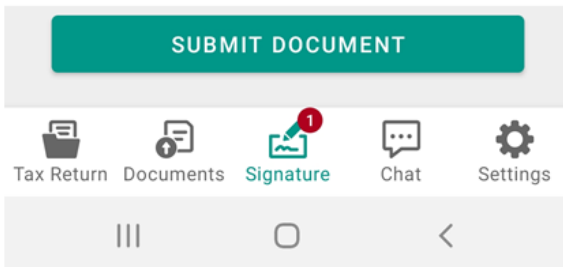 SUBMIT DOCUMENT
1
Tax Return Documents Signature Chat Settings